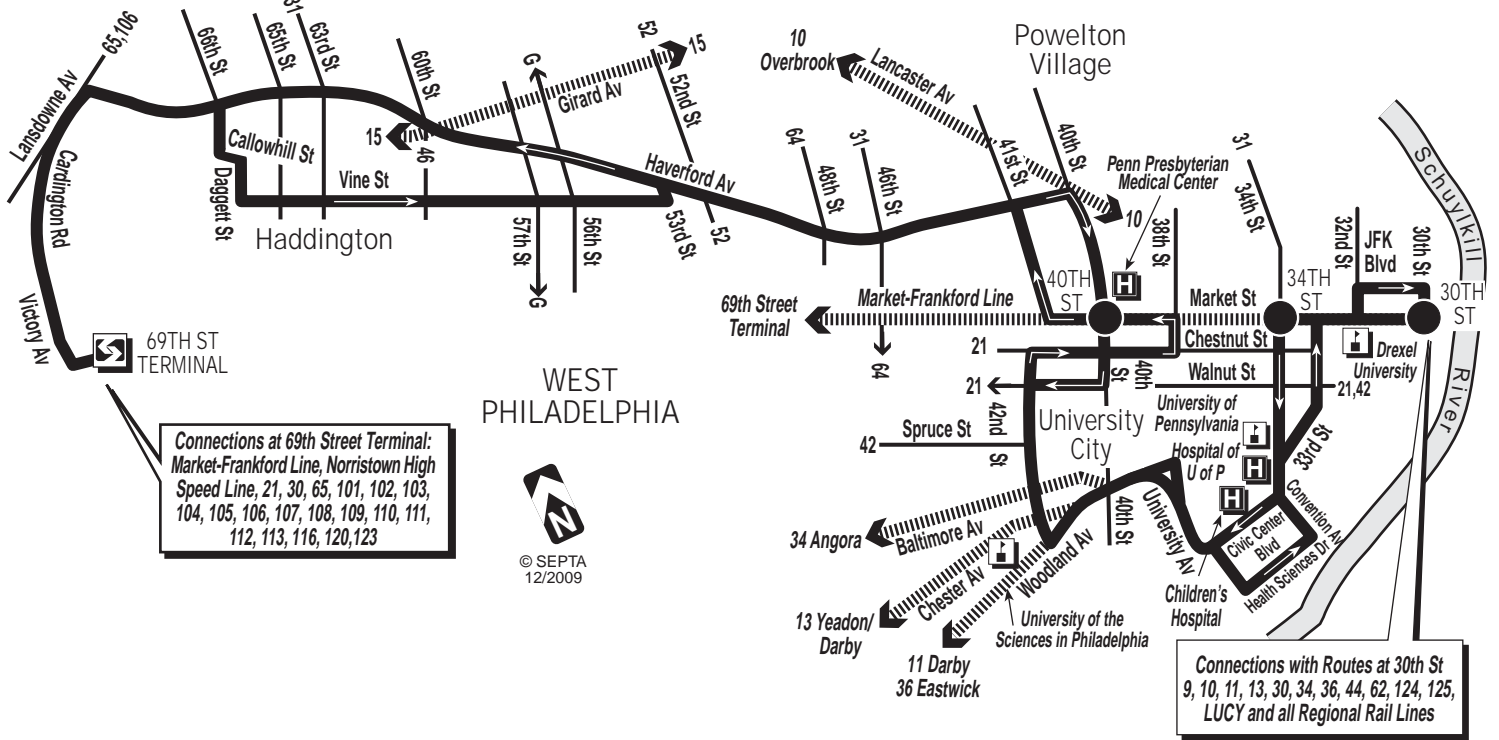 65,106
Lansdowne Av
Cardington Rd
Victory Av
66th St
65th St
31
63rd St
60th St
46
15
Girard Av
15
G
52
52nd St
52
Callowhill St
Daggett St
Vine St
Haddington
57th St
G
56th St
53rd St
Haverford Av
69TH ST
TERMINAL
Connections at 69th Street Terminal:
Market-Frankford Line, Norristown High
Speed Line, 21, 30, 65, 101, 102, 103,
104, 105, 106, 107, 108, 109, 110, 111,
112, 113, 116, 120,123
WEST
PHILADELPHIA
N
© SEPTA
12/2009
10
Overbrook
Lancaster Av
10
Powelton
Village
64
48th St
31
46th St
64
41st St
40th St
Penn Presbyterian
Medical Center
H
38th St
31
34th St
32nd St
JFK
Blvd
30th St
Schuylkill
River
40TH
ST
34TH
ST
30TH
ST
69th Street
Terminal
Market-Frankford Line
Market St
21
Chestnut St
21
Walnut St
21,42
40th
St
42
Spruce St
42nd
St
University
City
Drexel
University
University of
Pennsylvania
Hospital of
U of P
H
H
33rd St
Convention Av
Civic Center
Blvd
Health Sciences Dr
Children's
Hospital
University Av
40th St
34 Angora
Baltimore Av
Chester Av
Woodland Av
13 Yeadon/
Darby
11 Darby
36 Eastwick
University of the
Sciences in Philadelphia
Connections with Routes at 30th St
9, 10, 11, 13, 30, 34, 36, 44, 62, 124, 125,
LUCY and all Regional Rail Lines